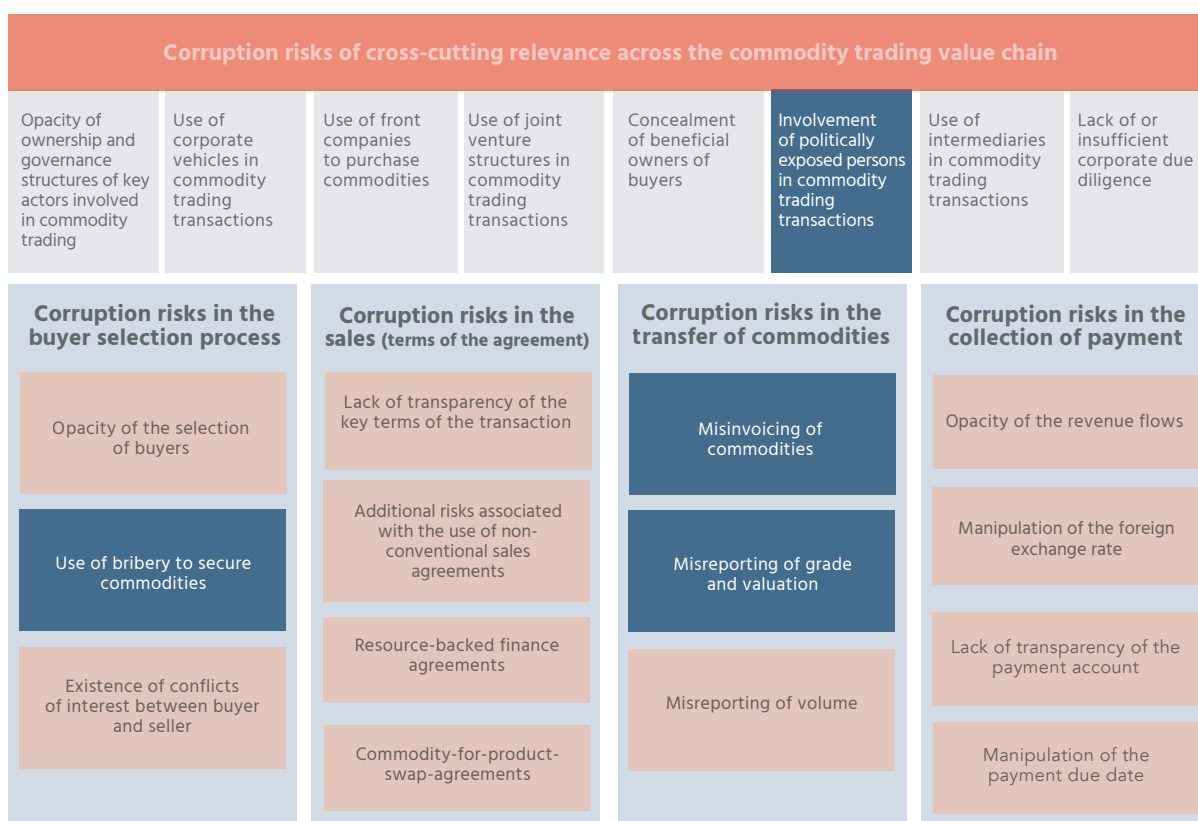 Corruption risks of cross-cutting relevance across the commodity trading value chain
Opacity of
ownership and
governance
structures of key
actors involved
in commodity
trading
Use of
corporate
vehicles in
commodity
trading
transactions
Use of front
companies
to purchase
commodities
Use of joint
venture
structures in
commodity
trading
transactions
Concealment
of beneficial
owners of
buyers
Involvement
of politically
exposed persons
in commodity
trading
transactions
Use of
intermediaries
in commodity
trading
transactions
Lack of or
insufficient
corporate due
diligence
Corruption risks in the
buyer selection process
Opacity of the selection
of buyers
Use of bribery to secure
commodities
Existence of conflicts
of interest between buyer
and seller
Corruption risks in the
sales (terms of the agreement)
Lack of transparency of the
key terms of the transaction
Additional risks associated
with the use of non-
conventional sales
agreements
Resource-backed finance
agreements
Commodity-for-product-
swap-agreements
Corruption risks in the
transfer of commodities
Misinvoicing of
commodities
Misreporting of grade
and valuation
Misreporting of volume
Corruption risks in the
collection of payment
Opacity of the revenue flows
Manipulation of the foreign
exchange rate
Lack of transparency of the
payment account
Manipulation of the
payment due date